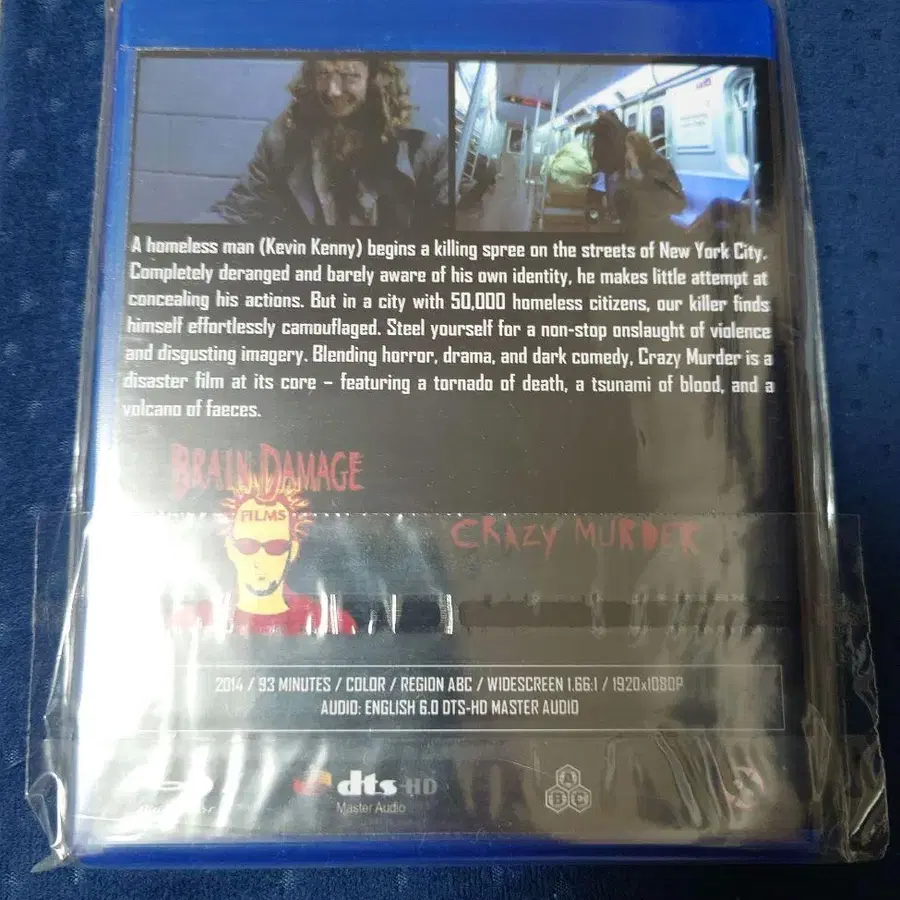 A homeless man (Kevin Kenny) begins a killing spree on the streets of New York City.
Completely deranged and barely aware of his own identity, he makes little attempt at
concealing his actions. But in a city with 50,000 homeless citizens, our killer finds
himself effortlessly camouflaged. Steel yourself for a non-stop onslaught of violence
and disgusting imagery. Blending horror, drama, and dark comedy, Crazy Murder is a
disaster film at its core – featuring a tornado of death, a tsunami of blood, and a
volcano of faeces.
BRAIN DAMAGE
FILMS
CRAZY MURDER
2014 / 93 MINUTES / COLOR / REGION ABC / WIDESCREEN 1.66:1 / 1920x1080P
AUDIO: ENGLISH 6.0 DTS-HD MASTER AUDIO
dts-HD
Master Audio
A
B C